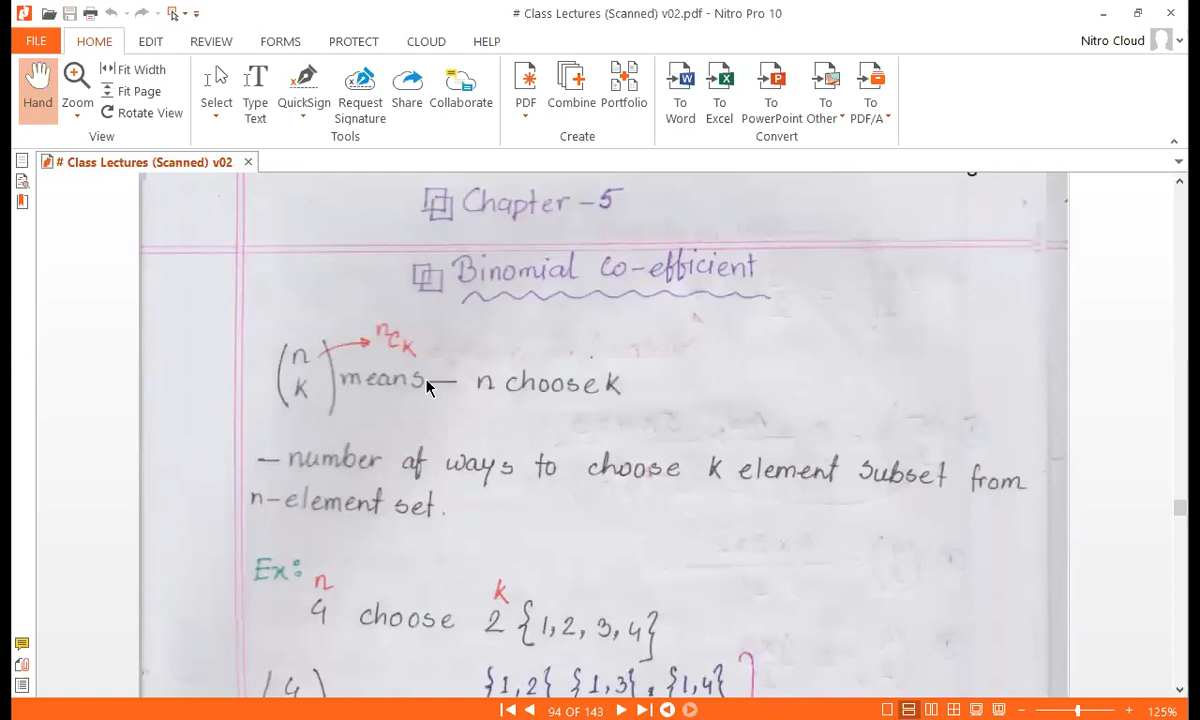 # Class Lectures (Scanned) v02.pdf - Nitro Pro 10
FILE HOME EDIT REVIEW FORMS PROTECT CLOUD HELP Nitro Cloud
Hand Zoom Fit Width Fit Page Rotate View Select Type Text QuickSign Request Signature Share Collaborate PDF Combine Portfolio To Word To Excel To PowerPoint To Other To PDF/A
View Tools Create Convert
# Class Lectures (Scanned) v02
Chapter - 5
Binomial Co-efficient
nCk
(n k) means — n choose k
— number of ways to choose k element subset from
n-element set.
Ex:
n k
4 choose 2 {1,2,3,4}
(4 {1,2} {1,3}, {1,4}
94 OF 143 125%